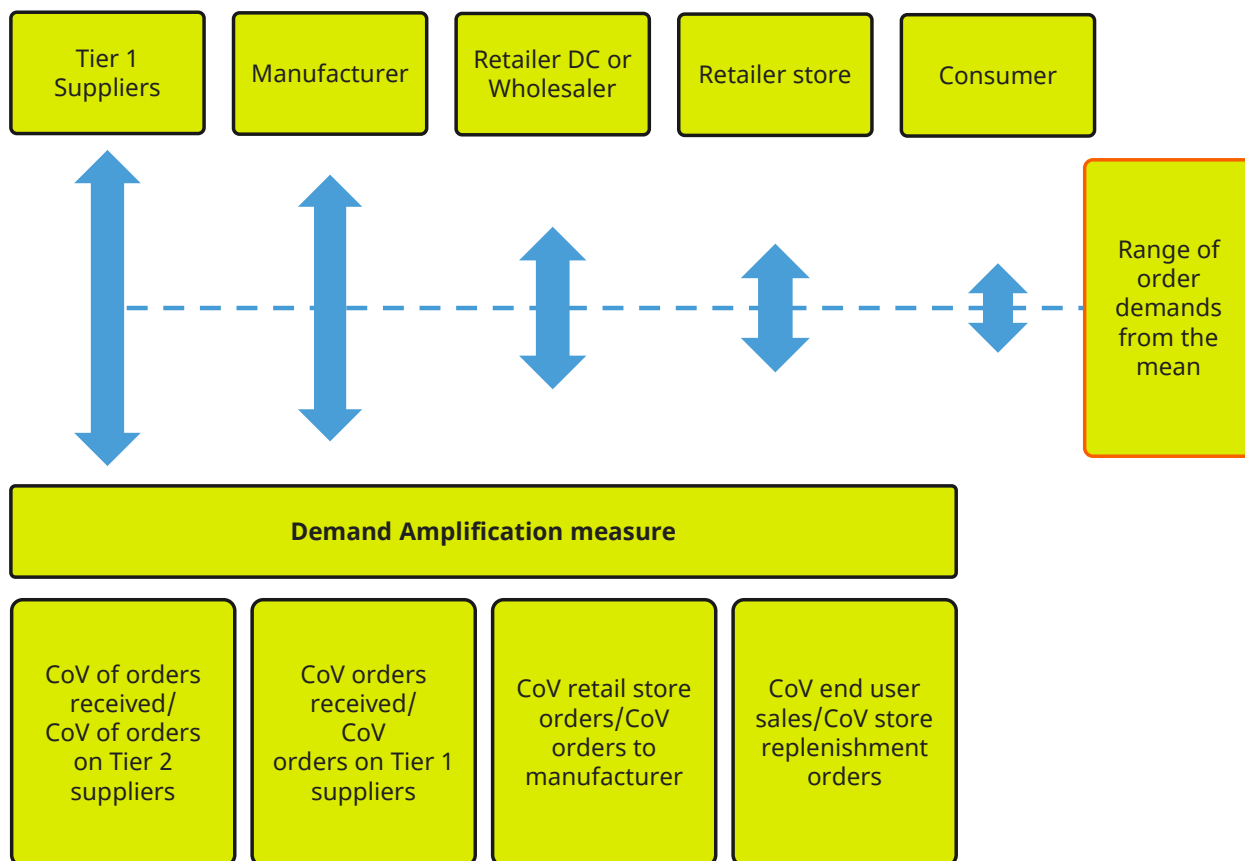 Tier 1
Suppliers
Manufacturer
Retailer DC or
Wholesaler
Retailer store
Consumer
Range of
order
demands
from the
mean
Demand Amplification measure
CoV of orders
received/
CoV of orders
on Tier 2
suppliers
CoV orders
received/
CoV
orders on Tier 1
suppliers
CoV retail store
orders/CoV
orders to
manufacturer
CoV end user
sales/CoV store
replenishment
orders